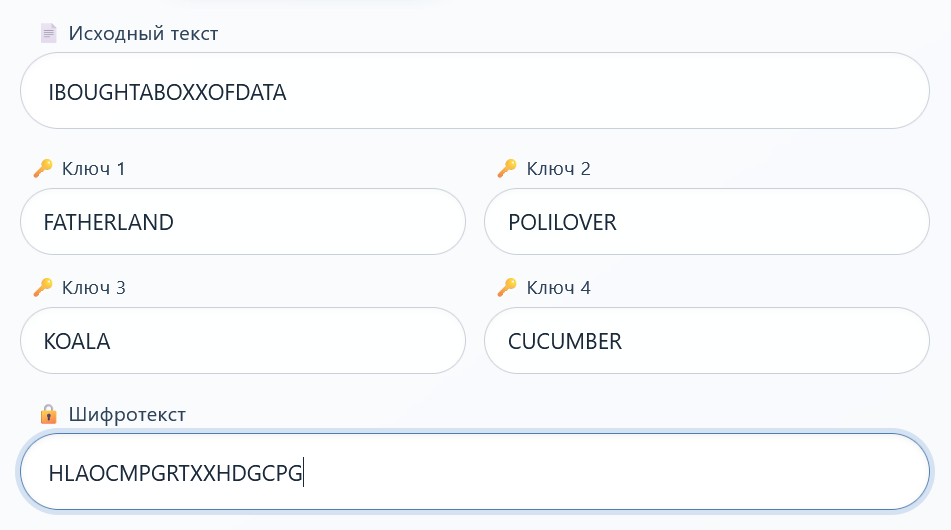 Исходный текст
IBOUGHTABOXXOFDATA
Ключ 1
Ключ 2
FATHERLAND
POLILOVER
Ключ 3
Ключ 4
KOALA
CUCUMBER
Шифротекст
HLAOCMPGRTXXHDGCPG